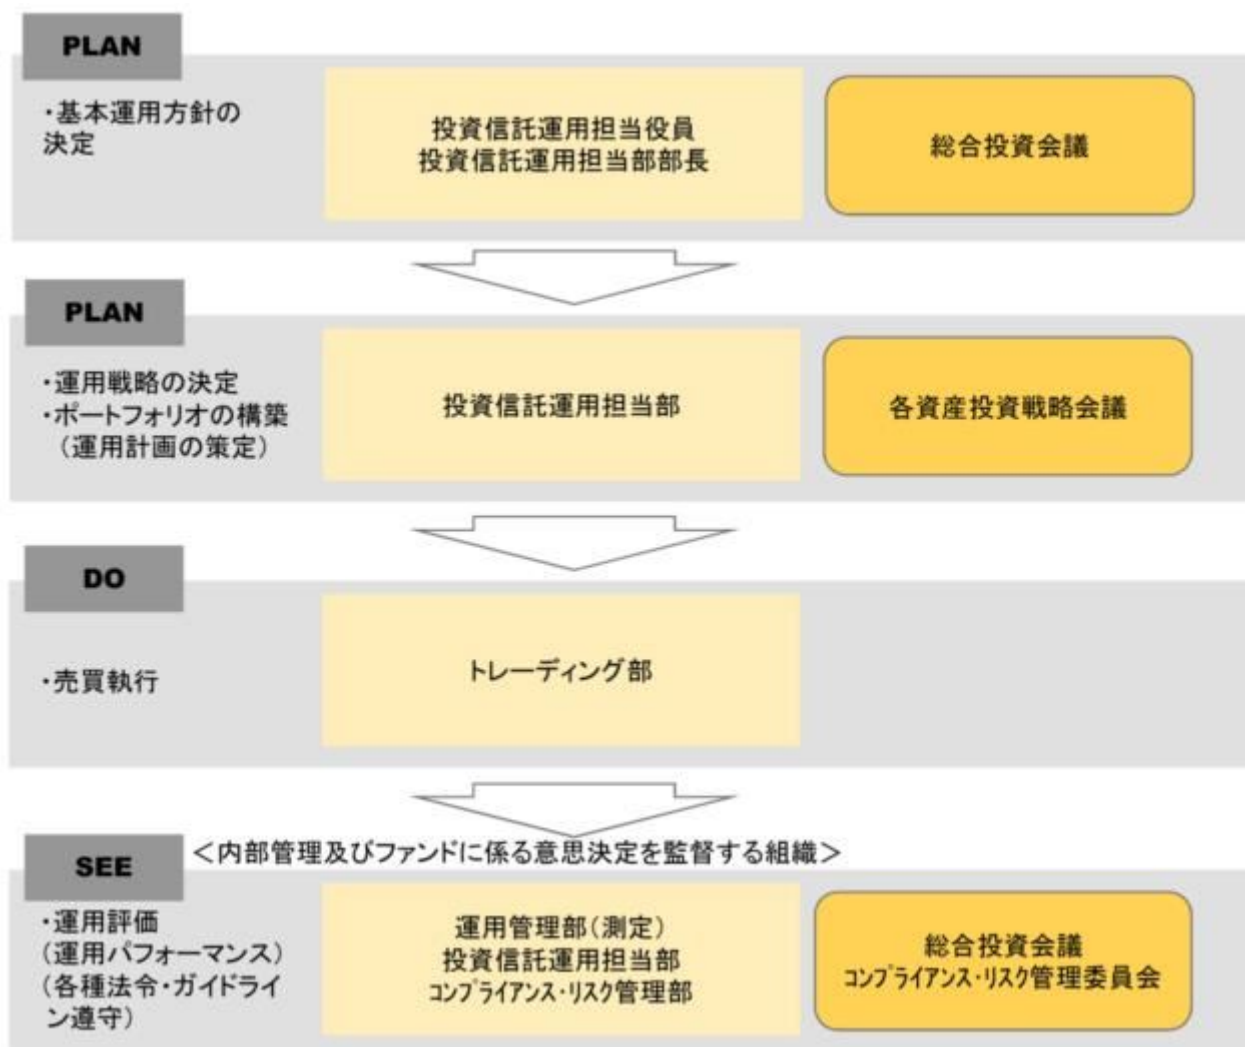 PLAN
・基本運用方針の
決定
投資信託運用担当役員
投資信託運用担当部部長
総合投資会議
PLAN
・運用戦略の決定
・ポートフォリオの構築
（運用計画の策定）
投資信託運用担当部
各資産投資戦略会議
DO
・売買執行
トレーディング部
SEE
＜内部管理及びファンドに係る意思決定を監督する組織＞
・運用評価
（運用パフォーマンス）
（各種法令・ガイドライ
ン遵守）
運用管理部（測定）
投資信託運用担当部
ｺﾝﾌﾟﾗｲｱﾝｽ･ﾘｽｸ管理部
総合投資会議
ｺﾝﾌﾟﾗｲｱﾝｽ･ﾘｽｸ管理委員会